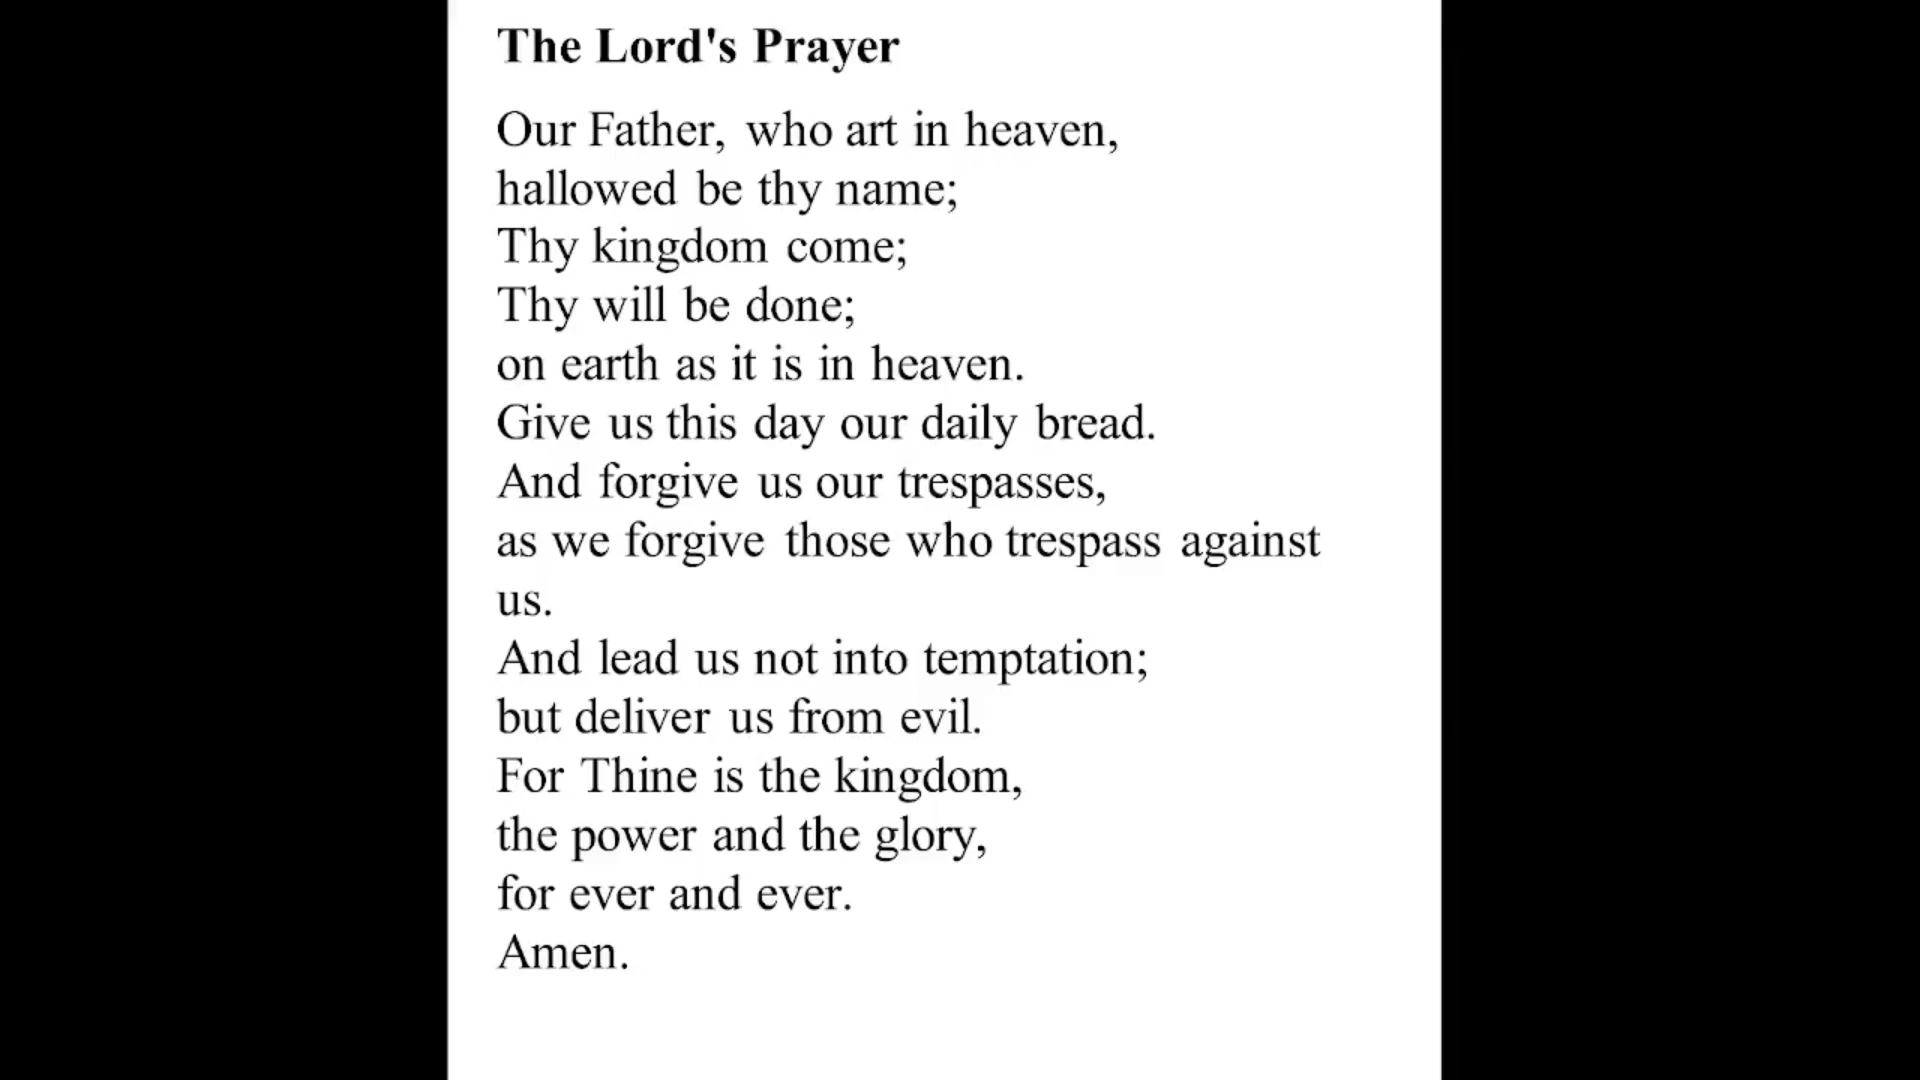 The Lord's Prayer
Our Father, who art in heaven,
hallowed be thy name;
Thy kingdom come;
Thy will be done;
on earth as it is in heaven.
Give us this day our daily bread.
And forgive us our trespasses,
as we forgive those who trespass against
us.
And lead us not into temptation;
but deliver us from evil.
For Thine is the kingdom,
the power and the glory,
for ever and ever.
Amen.